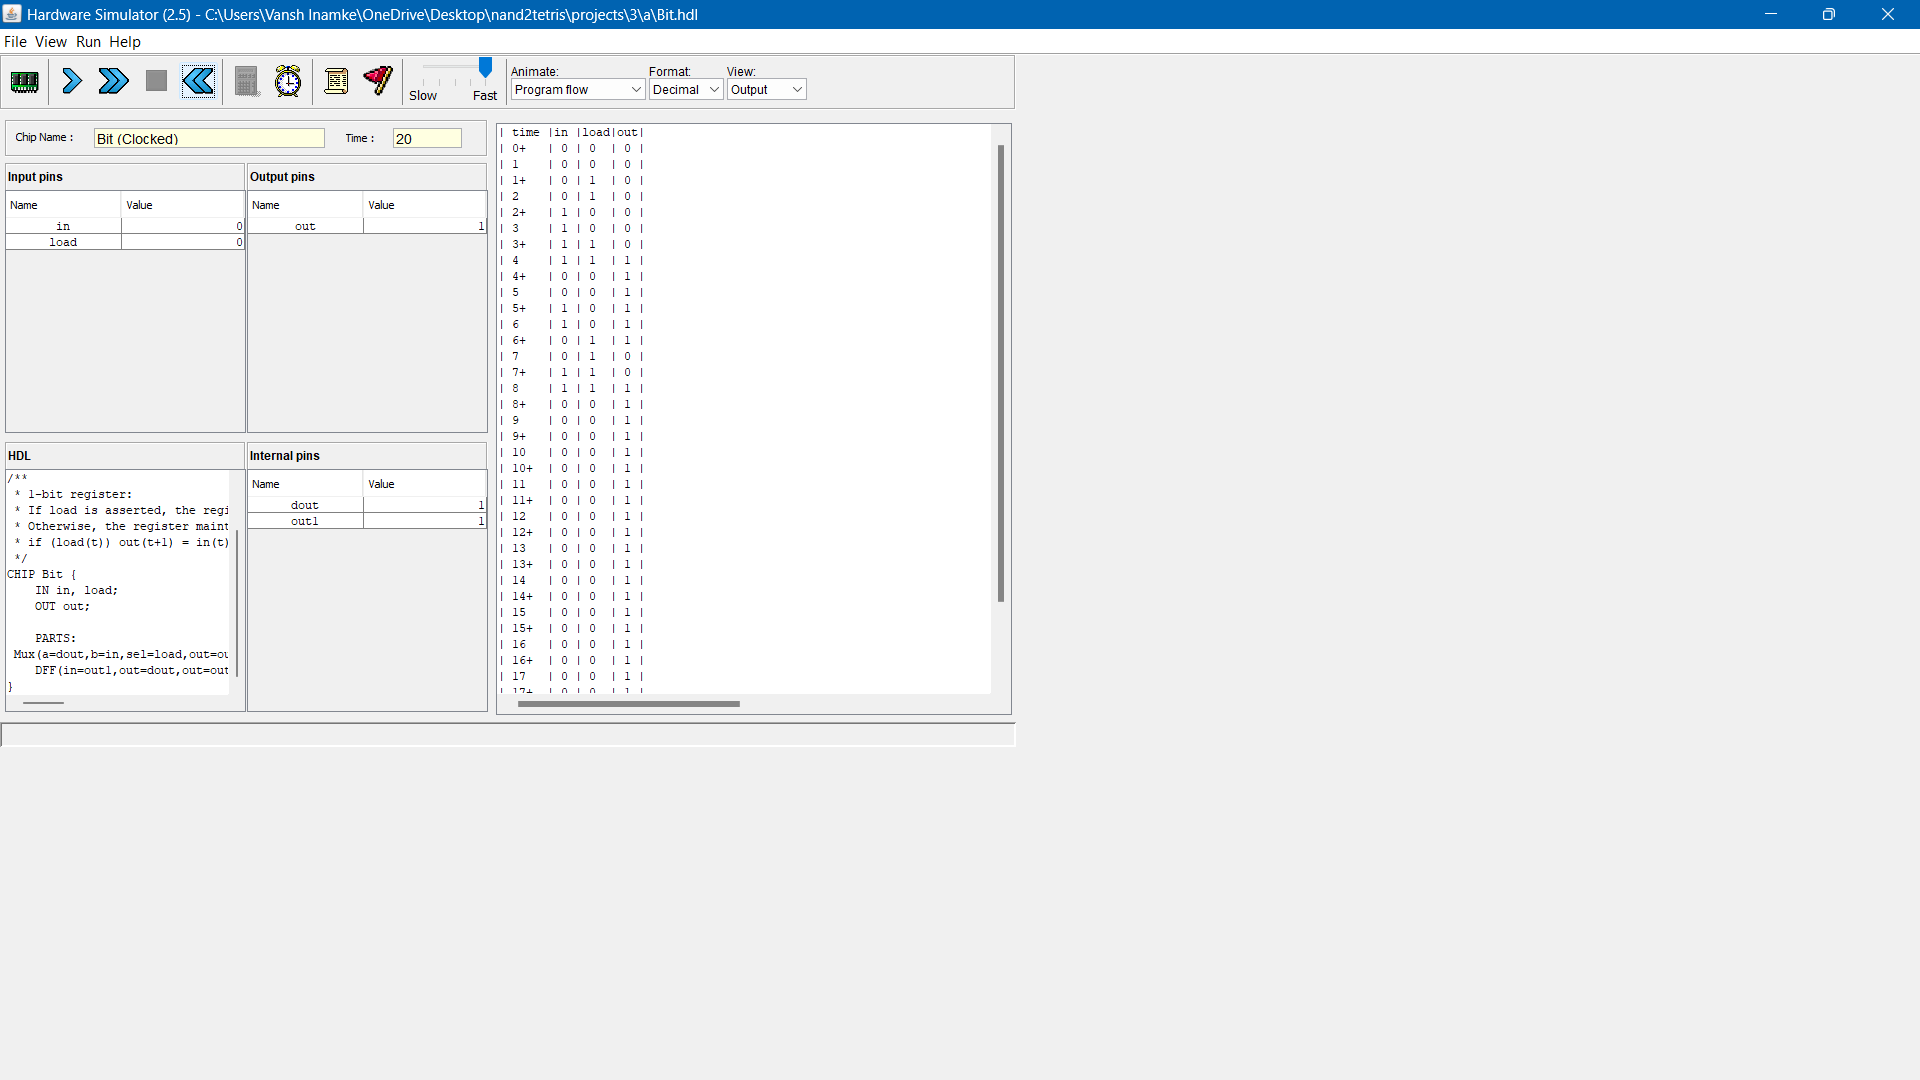 Hardware Simulator (2.5) - C:\Users\Vansh Inamke\OneDrive\Desktop\nand2tetris\projects\3\a\Bit.hdl
File View Run Help
Slow Fast
Animate: Format: View:
Program flow Decimal Output
Chip Name : Bit (Clocked) Time : 20
Input pins
Name Value
in 0
load 0
Output pins
Name Value
out 1
HDL
/**
* 1-bit register:
* If load is asserted, the regi
* Otherwise, the register maint
* if (load(t)) out(t+1) = in(t)
*/
CHIP Bit {
IN in, load;
OUT out;
PARTS:
Mux(a=dout,b=in,sel=load,out=ou
DFF(in=out1,out=dout,out=out
}
Internal pins
Name Value
dout 1
out1 1
| time |in |load|out|
| 0+ | 0 | 0 | 0 |
| 1 | 0 | 0 | 0 |
| 1+ | 0 | 1 | 0 |
| 2 | 0 | 1 | 0 |
| 2+ | 1 | 0 | 0 |
| 3 | 1 | 0 | 0 |
| 3+ | 1 | 1 | 0 |
| 4 | 1 | 1 | 1 |
| 4+ | 0 | 0 | 1 |
| 5 | 0 | 0 | 1 |
| 5+ | 1 | 0 | 1 |
| 6 | 1 | 0 | 1 |
| 6+ | 0 | 1 | 1 |
| 7 | 0 | 1 | 0 |
| 7+ | 1 | 1 | 0 |
| 8 | 1 | 1 | 1 |
| 8+ | 0 | 0 | 1 |
| 9 | 0 | 0 | 1 |
| 9+ | 0 | 0 | 1 |
| 10 | 0 | 0 | 1 |
| 10+ | 0 | 0 | 1 |
| 11 | 0 | 0 | 1 |
| 11+ | 0 | 0 | 1 |
| 12 | 0 | 0 | 1 |
| 12+ | 0 | 0 | 1 |
| 13 | 0 | 0 | 1 |
| 13+ | 0 | 0 | 1 |
| 14 | 0 | 0 | 1 |
| 14+ | 0 | 0 | 1 |
| 15 | 0 | 0 | 1 |
| 15+ | 0 | 0 | 1 |
| 16 | 0 | 0 | 1 |
| 16+ | 0 | 0 | 1 |
| 17 | 0 | 0 | 1 |
| 17+ | 0 | 0 | 1 |